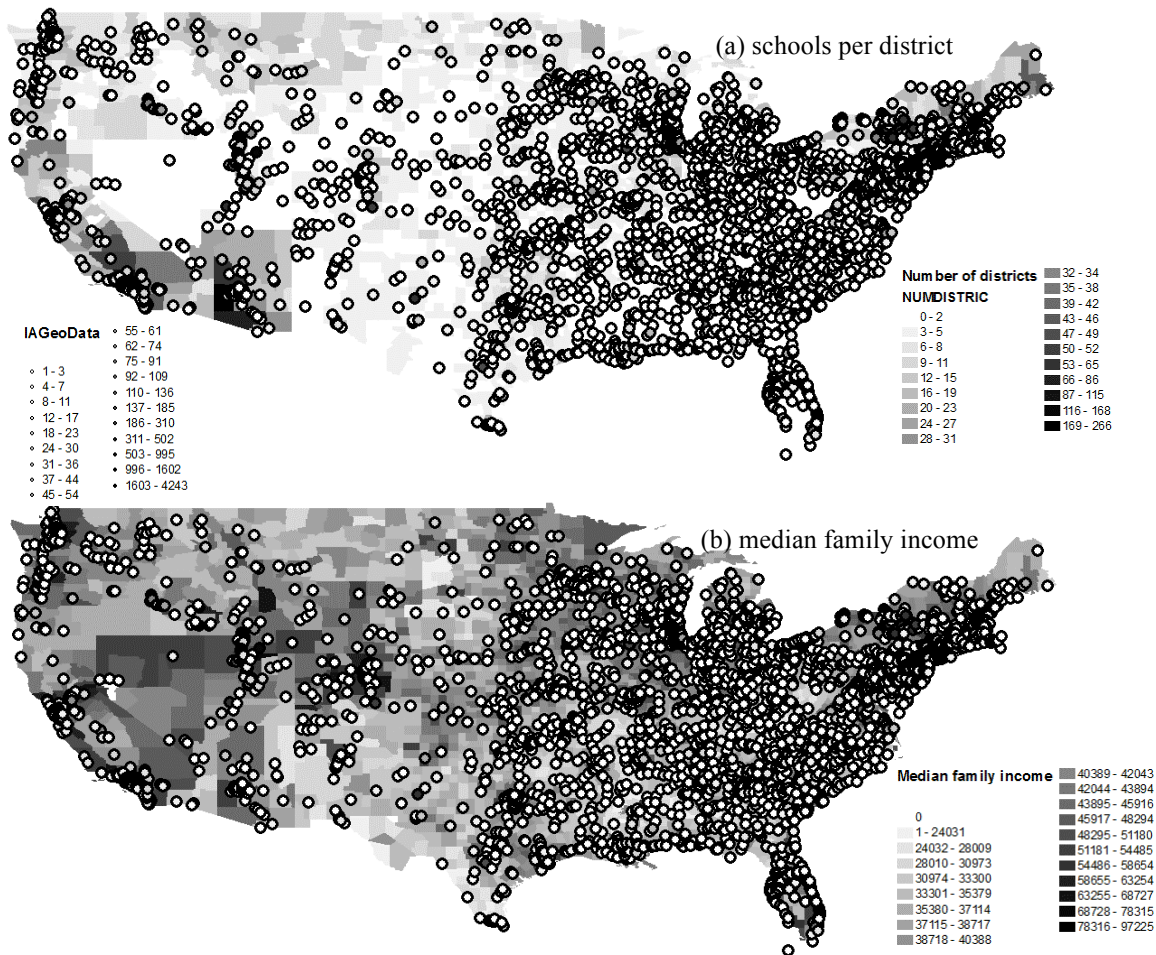 (a) schools per district
IAGeoData
1 - 3
4 - 7
8 - 11
12 - 17
18 - 23
24 - 30
31 - 36
37 - 44
45 - 54
55 - 61
62 - 74
75 - 91
92 - 109
110 - 136
137 - 185
186 - 310
311 - 502
503 - 995
996 - 1602
1603 - 4243
Number of districts
NUMDISTRIC
0 - 2
3 - 5
6 - 8
9 - 11
12 - 15
16 - 19
20 - 23
24 - 27
28 - 31
32 - 34
35 - 38
39 - 42
43 - 46
47 - 49
50 - 52
53 - 65
66 - 86
87 - 115
116 - 168
169 - 266
(b) median family income
Median family income
0
1 - 24031
24032 - 28009
28010 - 30973
30974 - 33300
33301 - 35379
35380 - 37114
37115 - 38717
38718 - 40388
40389 - 42043
42044 - 43894
43895 - 45916
45917 - 48294
48295 - 51180
51181 - 54485
54486 - 58654
58655 - 63254
63255 - 68727
68728 - 78315
78316 - 97225